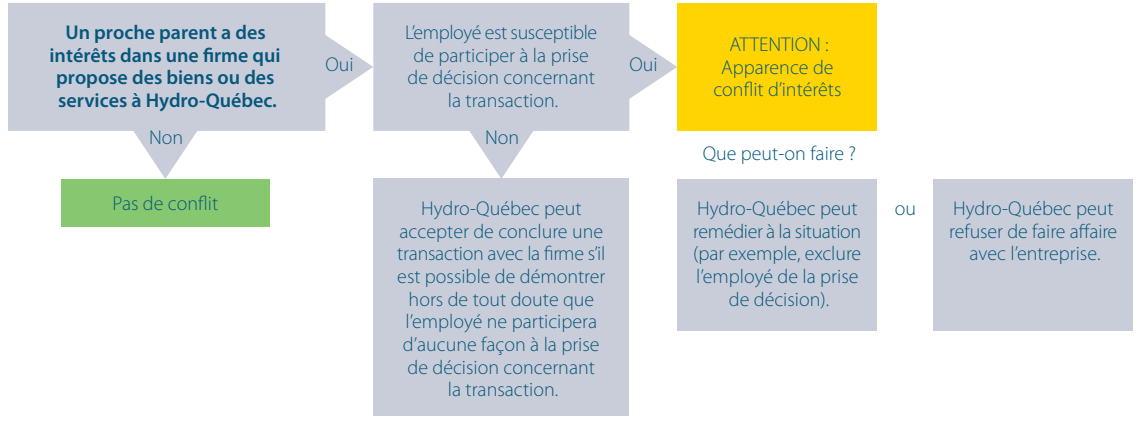 Un proche parent a des
intérêts dans une firme qui
propose des biens ou des
services à Hydro-Québec.
Oui
L'employé est susceptible
de participer à la prise
de décision concernant
la transaction.
Oui
ATTENTION :
Apparence de
conflit d'intérêts
Non
Non
Que peut-on faire ?
Pas de conflit
Hydro-Québec peut
accepter de conclure une
transaction avec la firme s'il
est possible de démontrer
hors de tout doute que
l'employé ne participera
d'aucune façon à la prise
de décision concernant
la transaction.
Hydro-Québec peut
remédier à la situation
(par exemple, exclure
l'employé de la prise
de décision).
ou
Hydro-Québec peut
refuser de faire affaire
avec l'entreprise.